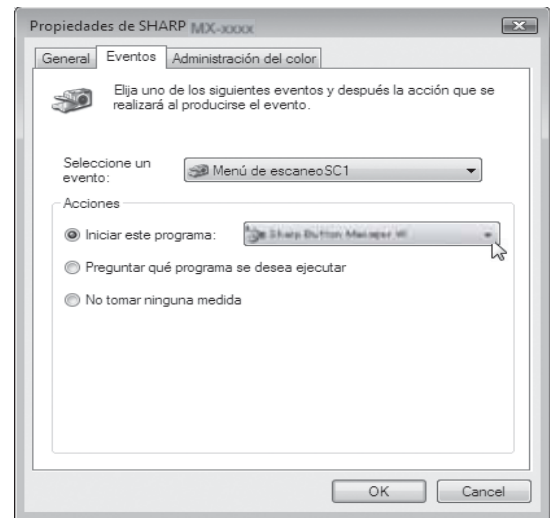 Propiedades de SHARP MX-xxxx
General Eventos Administración del color
Elija uno de los siguientes eventos y después la acción que se
realizará al producirse el evento.
Seleccione un
evento:
Menú de escaneoSC1
Acciones
Iniciar este programa: Sharp Button Manager
Preguntar qué programa se desea ejecutar
No tomar ninguna medida
OK Cancel